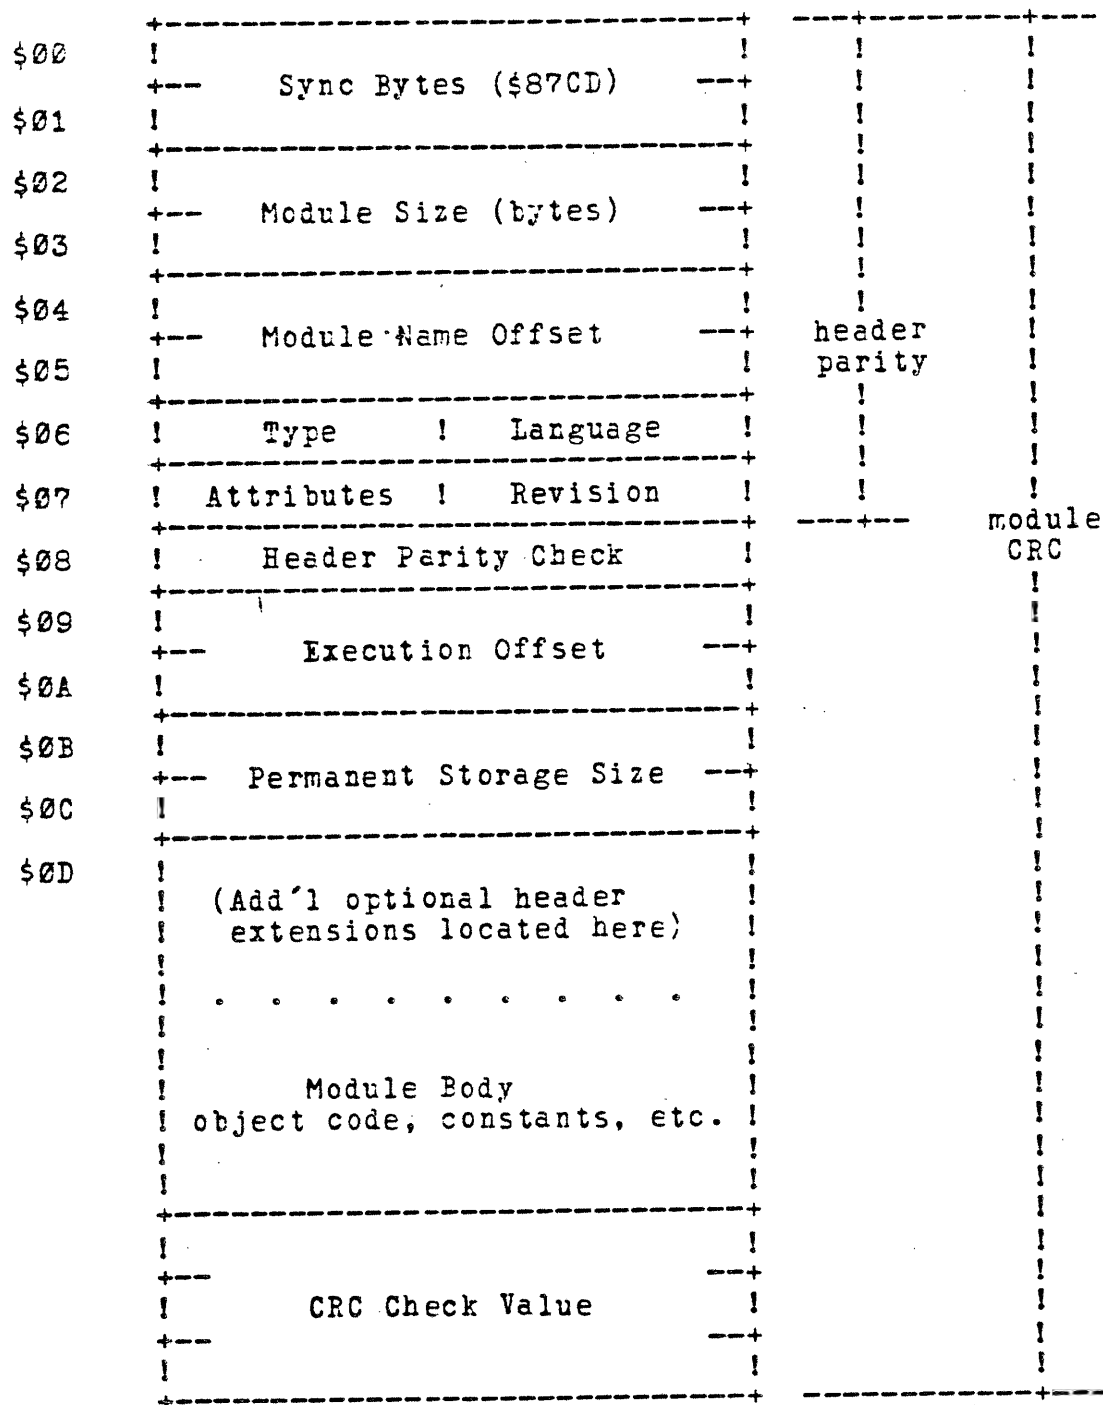 $00
Sync Bytes ($87CD)
$01
$02
Module Size (bytes)
$03
$04
Module Name Offset
header
$05
parity
$06 ! Type ! Language !
$07 ! Attributes ! Revision !
module
$08 ! Header Parity Check !
CRC
$09
Execution Offset
$0A
$0B
Permanent Storage Size
$0C
$0D
(Add´l optional header
extensions located here)
. . . . . . . . .
Module Body
object code, constants, etc.
CRC Check Value